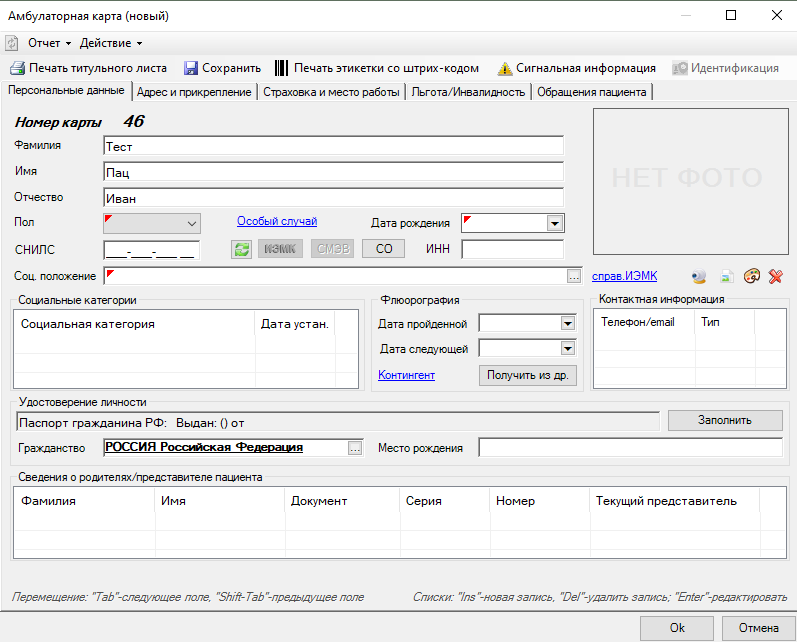 Амбулаторная карта (новый)
Отчет Действие
Печать титульного листа Сохранить Печать этикетки со штрих-кодом Сигнальная информация Идентификация
Персональные данные Адрес и прикрепление Страховка и место работы Льгота/Инвалидность Обращения пациента
Номер карты 46
Фамилия Тест
Имя Пац
Отчество Иван
НЕТ ФОТО
Пол Особый случай Дата рождения
СНИЛС ___-___-___ __ ИЭМК СМЭВ СО ИНН
Соц. положение ... справ.ИЭМК
Социальные категории Флюорография Контактная информация
Социальная категория Дата устан. Дата пройденной Телефон/email Тип
Дата следующей
Контингент Получить из др.
Удостоверение личности
Паспорт гражданина РФ: Выдан: () от Заполнить
Гражданство РОССИЯ Российская Федерация ... Место рождения
Сведения о родителях/представителе пациента
Фамилия Имя Документ Серия Номер Текущий представитель
Перемещение: "Tab"-следующее поле, "Shift-Tab"-предыдущее поле Списки: "Ins"-новая запись, "Del"-удалить запись; "Enter"-редактировать
Ok Отмена